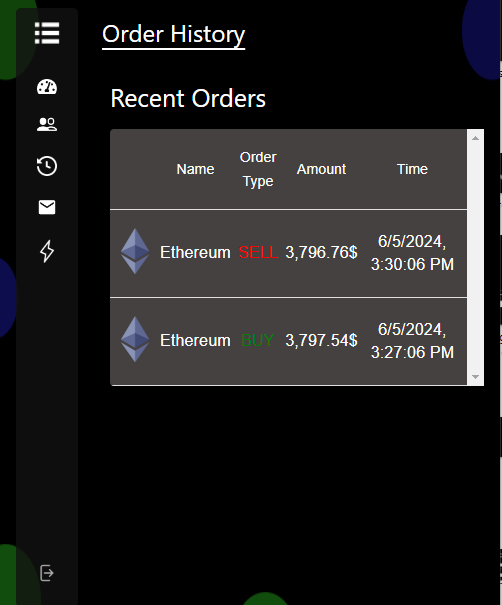 Order History
Recent Orders
Name
Order
Type
Amount
Time
Ethereum SELL 3,796.76$ 6/5/2024,
3:30:06 PM
Ethereum BUY 3,797.54$ 6/5/2024,
3:27:06 PM